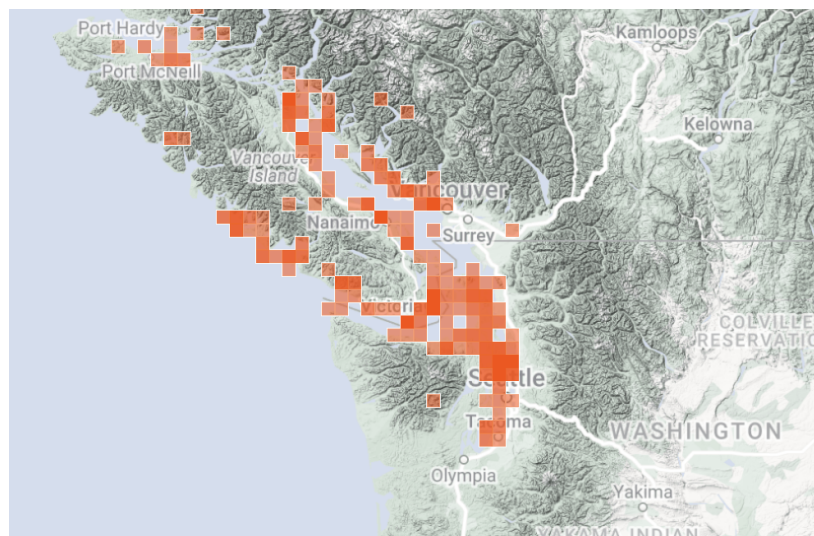 Port Hardy
Kamloops
Port McNeill
Kelowna
Vancouver
Island
Vancouver
Nanaimo
Surrey
Victoria
COLVILLE
RESERVATIO
Seattle
Tacoma
WASHINGTON
Olympia
Yakima
YAKAMA INDIAN